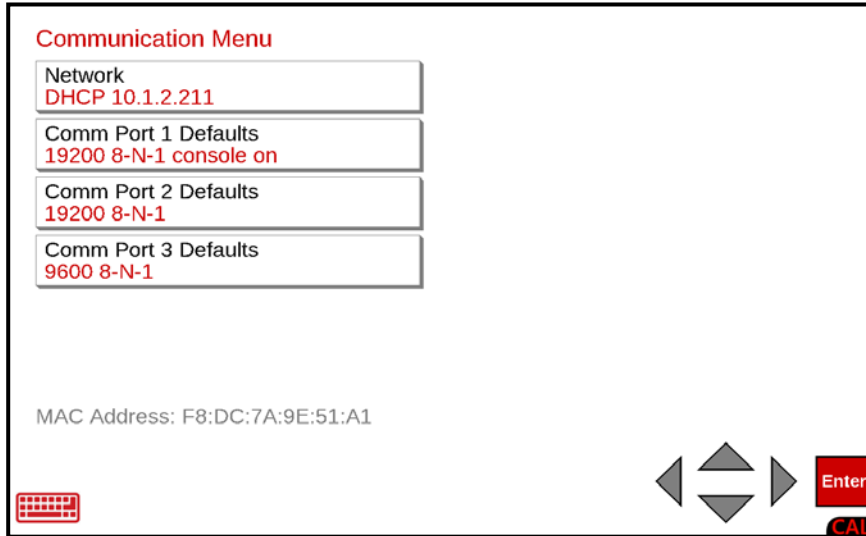 Communication Menu
Network
DHCP 10.1.2.211
Comm Port 1 Defaults
19200 8-N-1 console on
Comm Port 2 Defaults
19200 8-N-1
Comm Port 3 Defaults
9600 8-N-1
MAC Address: F8:DC:7A:9E:51:A1
Enter
CAL